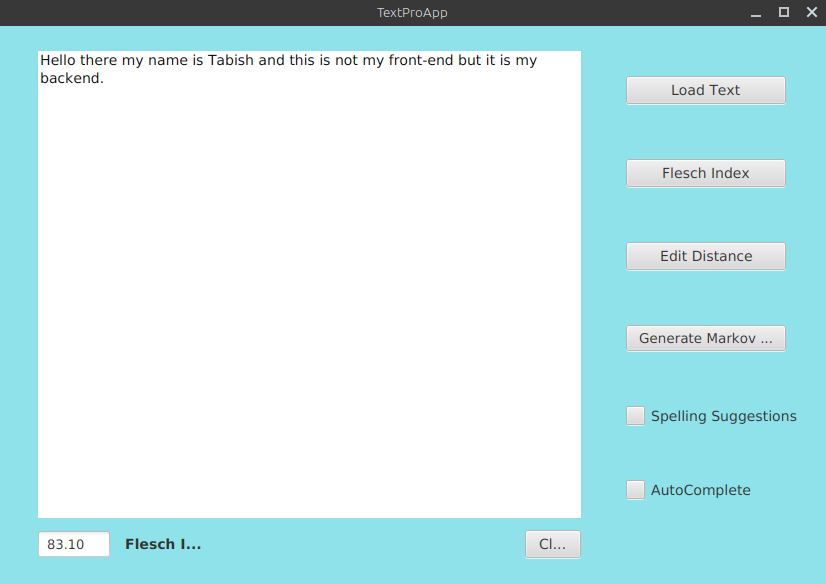 TextProApp
Hello there my name is Tabish and this is not my front-end but it is my
backend.
Load Text
Flesch Index
Edit Distance
Generate Markov ...
Spelling Suggestions
AutoComplete
83.10
Flesch I...
Cl...